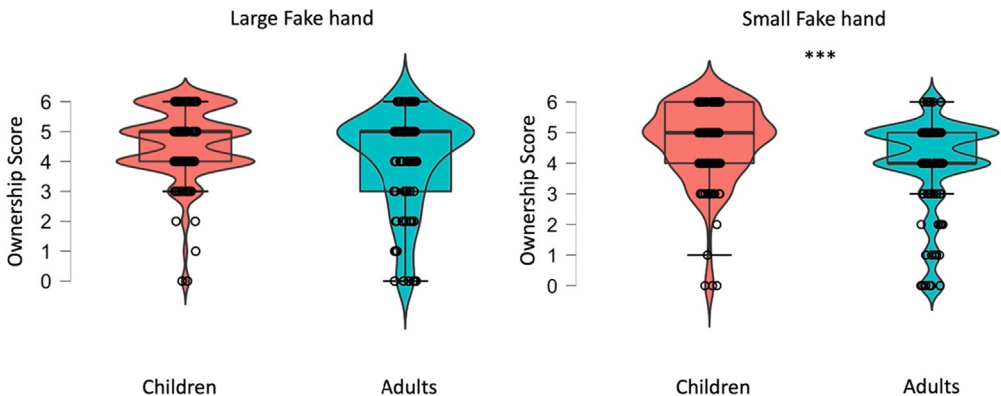 Large Fake hand
Ownership Score
6
5
4
3
2
1
0
Children
Adults
Small Fake hand
***
Ownership Score
6
5
4
3
2
1
0
Children
Adults